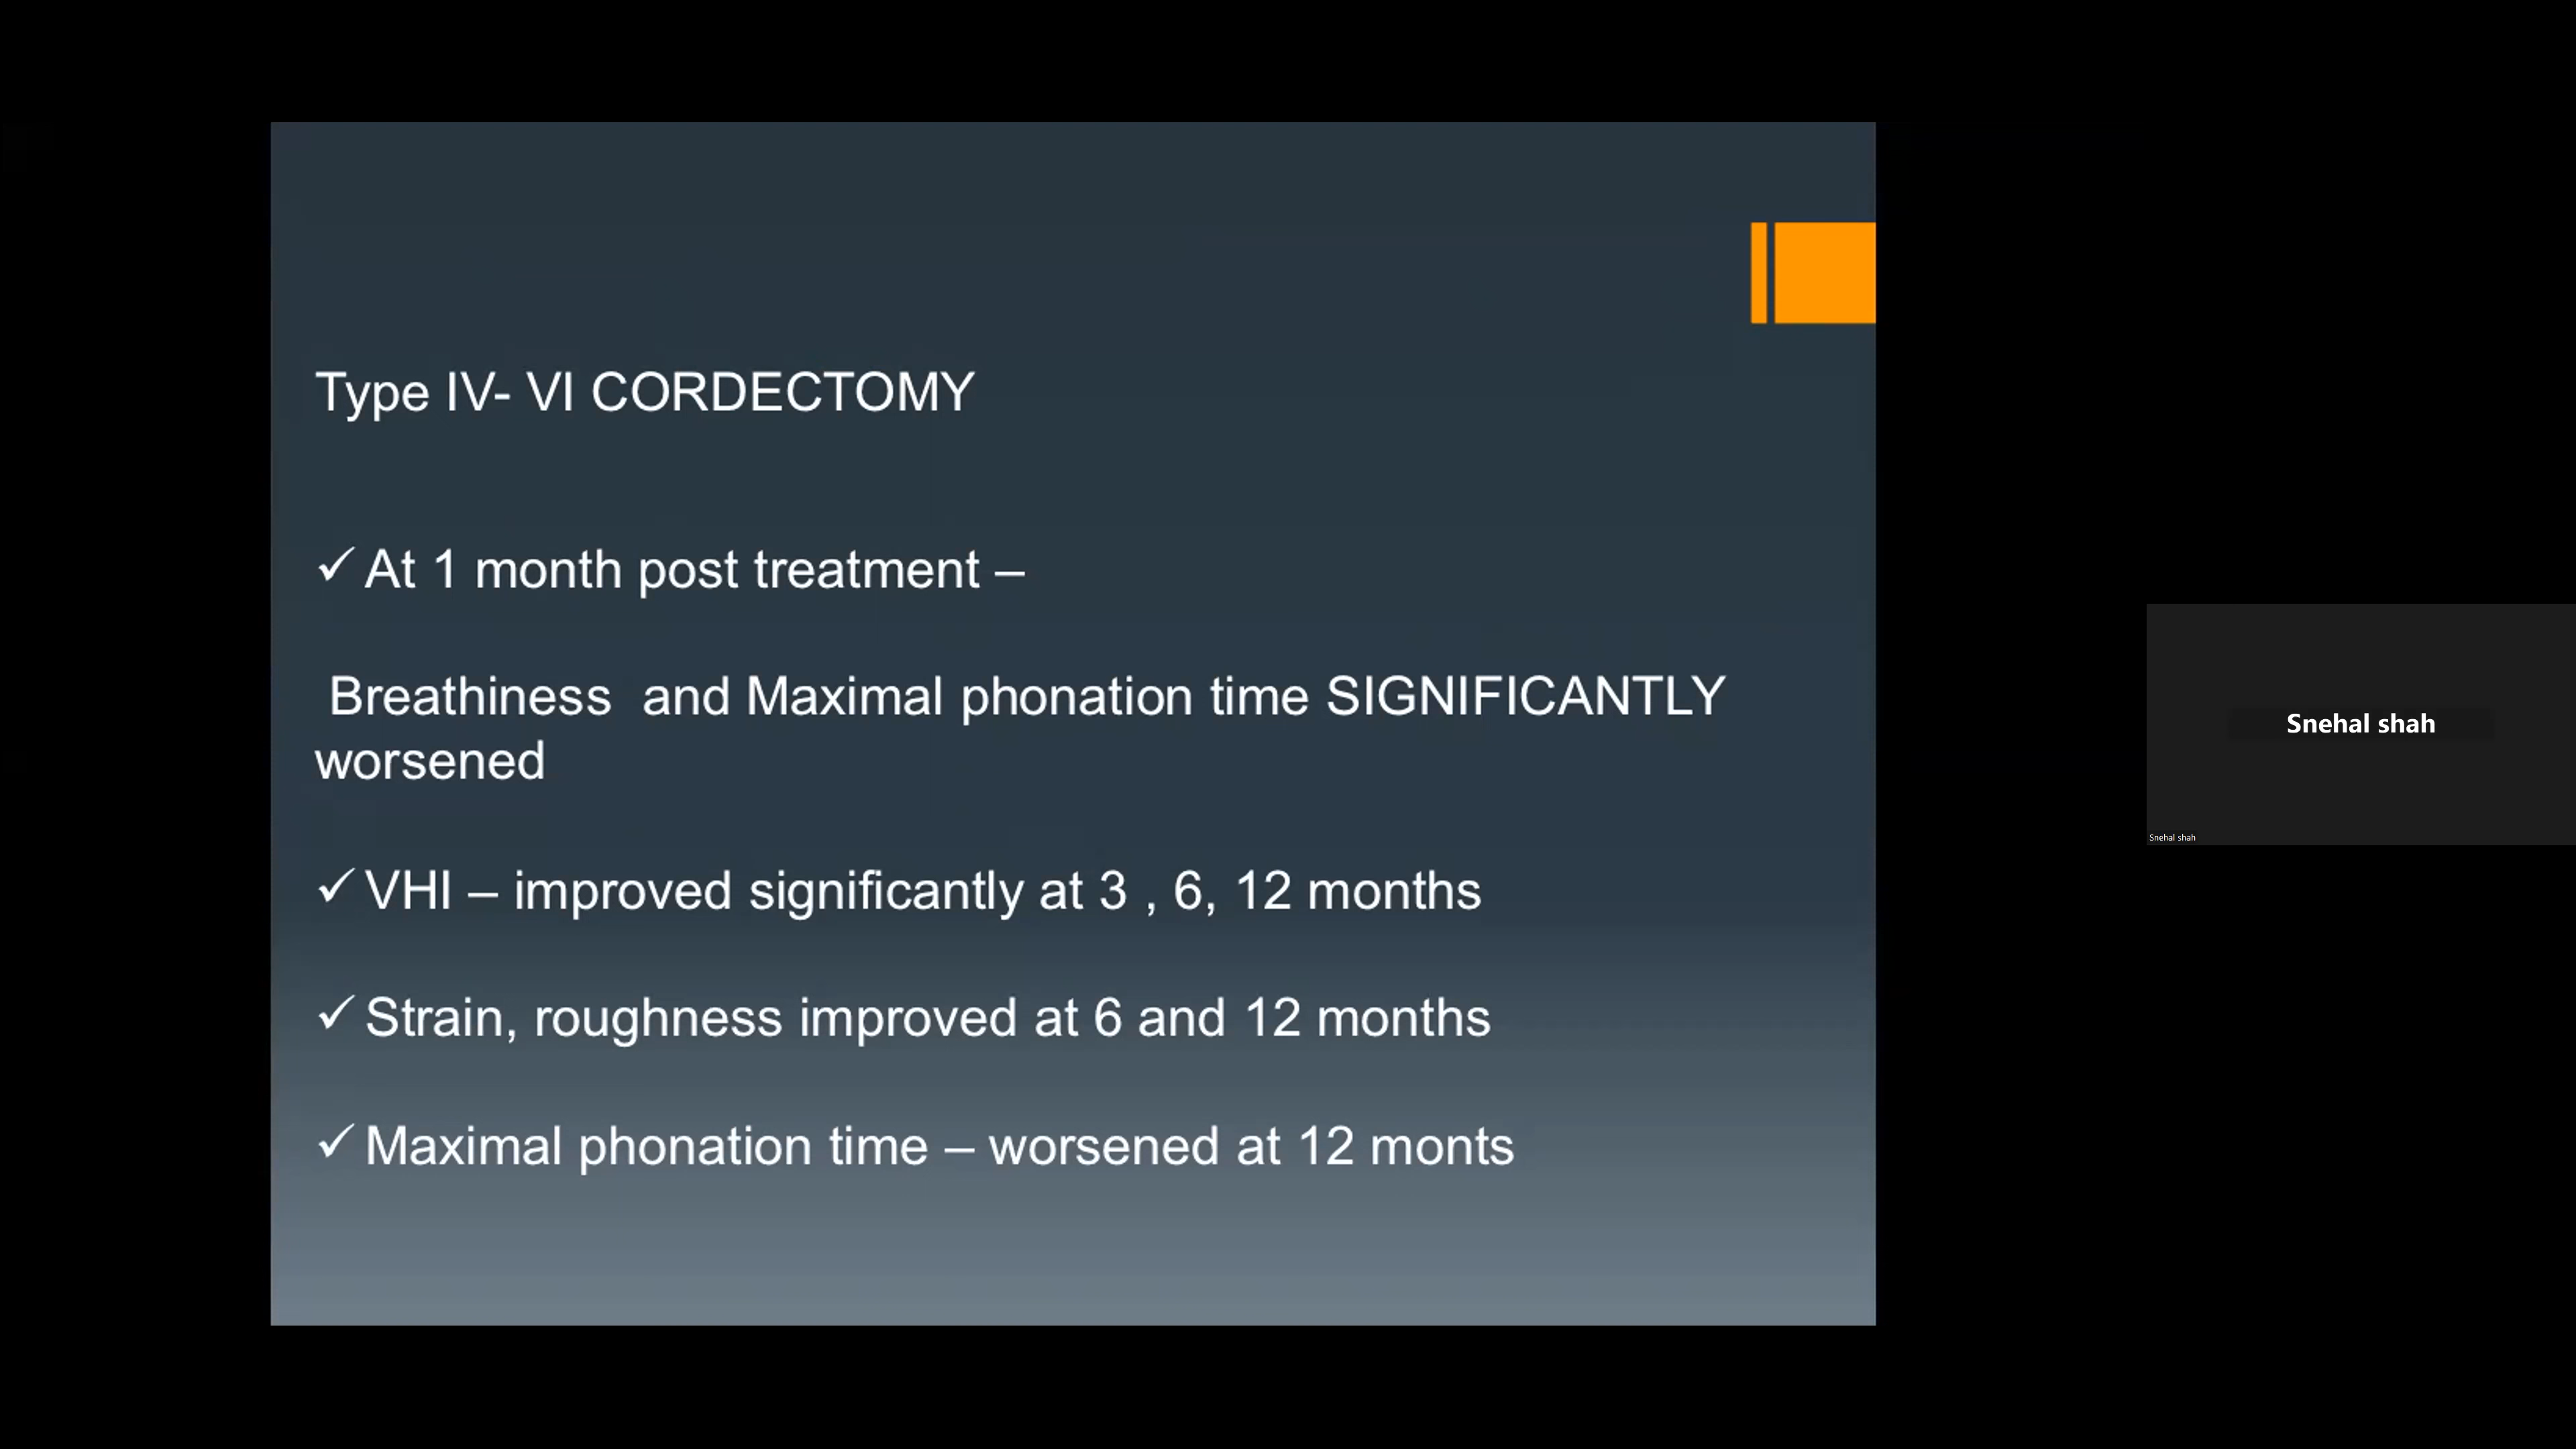 Type IV- VI CORDECTOMY
✓ At 1 month post treatment –
Breathiness  and Maximal phonation time SIGNIFICANTLY
worsened
✓ VHI – improved significantly at 3 , 6, 12 months
✓ Strain, roughness improved at 6 and 12 months
✓ Maximal phonation time – worsened at 12 monts
Snehal shah
Snehal shah